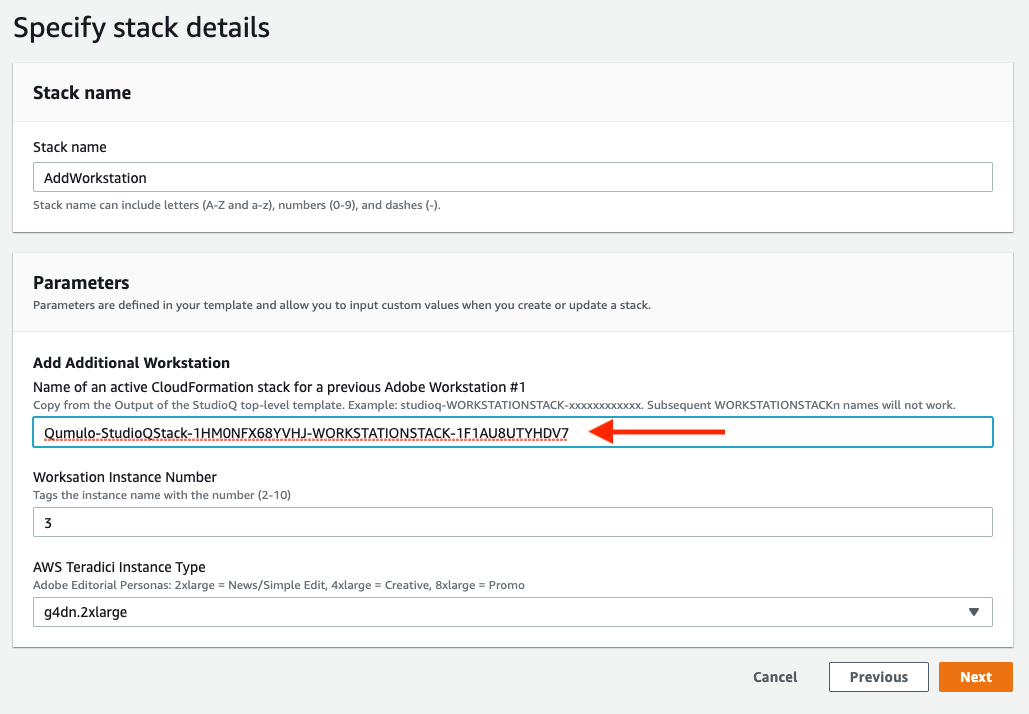 Specify stack details
Stack name
Stack name
AddWorkstation
Stack name can include letters (A-Z and a-z), numbers (0-9), and dashes (-).
Parameters
Parameters are defined in your template and allow you to input custom values when you create or update a stack.
Add Additional Workstation
Name of an active CloudFormation stack for a previous Adobe Workstation #1
Copy from the Output of the StudioQ top-level template. Example: studioq-WORKSTATIONSTACK-xxxxxxxxxxxx. Subsequent WORKSTATIONSTACKn names will not work.
Qumulo-StudioQStack-1HM0NFX68YVHJ-WORKSTATIONSTACK-1F1AU8UTYHDV7
Worksation Instance Number
Tags the instance name with the number (2-10)
3
AWS Teradici Instance Type
Adobe Editorial Personas: 2xlarge = News/Simple Edit, 4xlarge = Creative, 8xlarge = Promo
g4dn.2xlarge
Cancel Previous Next